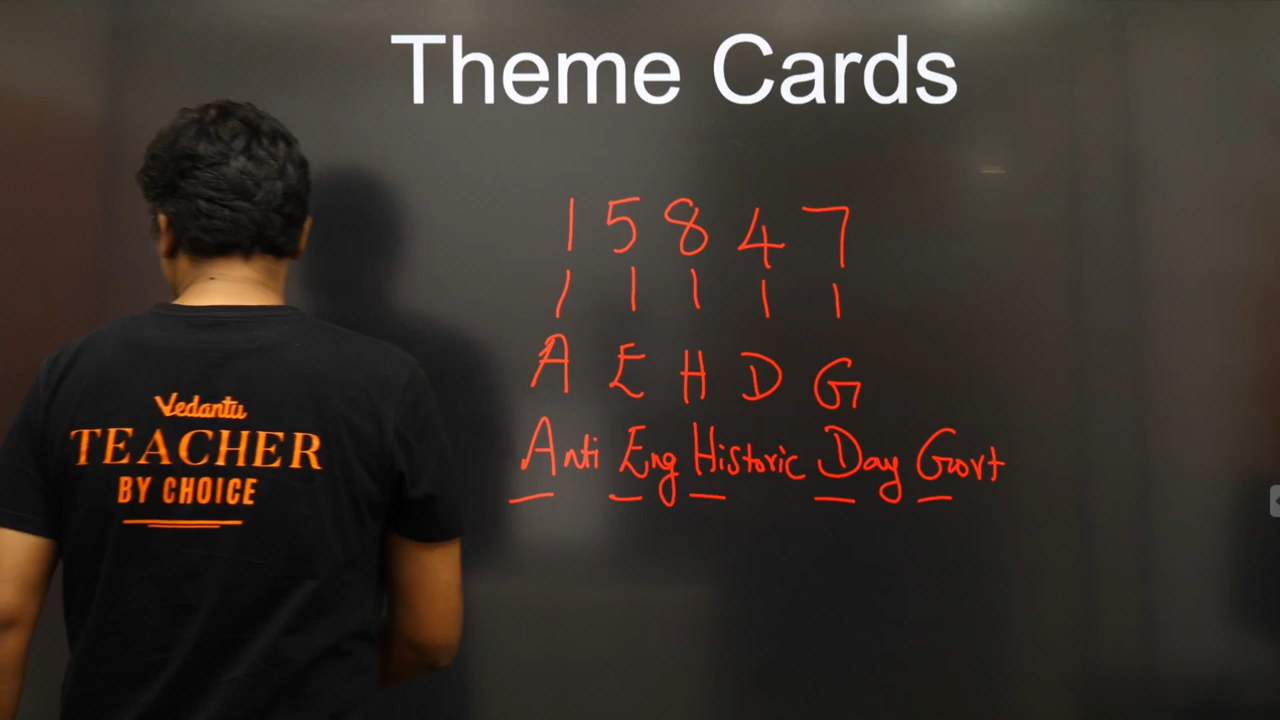 Theme Cards
1 5 8 4 7
A E H D G
Anti Eng Historic Day Govt
Vedantu
TEACHER
BY CHOICE